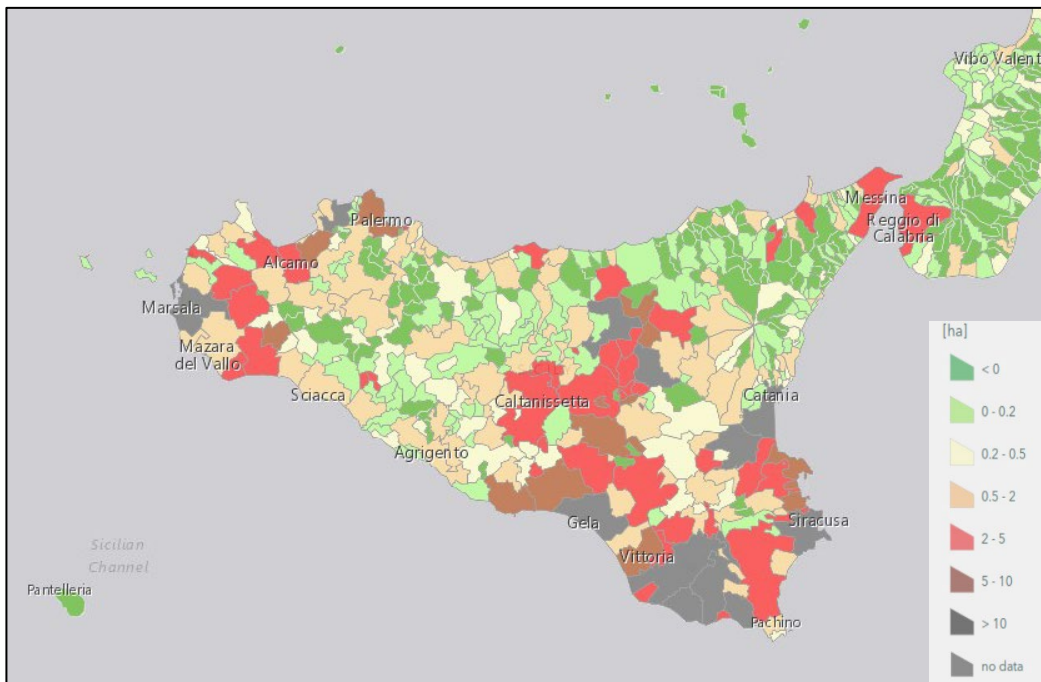 Vibo Valent
Messina
Reggio di
Calabria
Palermo
Alcamo
Marsala
Mazara
del Vallo
Sciacca
Caltanissetta
Catania
Agrigento
Gela
Siracusa
Vittoria
Sicilian
Channel
Pantelleria
Pachino
[ha]
< 0
0 - 0.2
0.2 - 0.5
0.5 - 2
2 - 5
5 - 10
> 10
no data